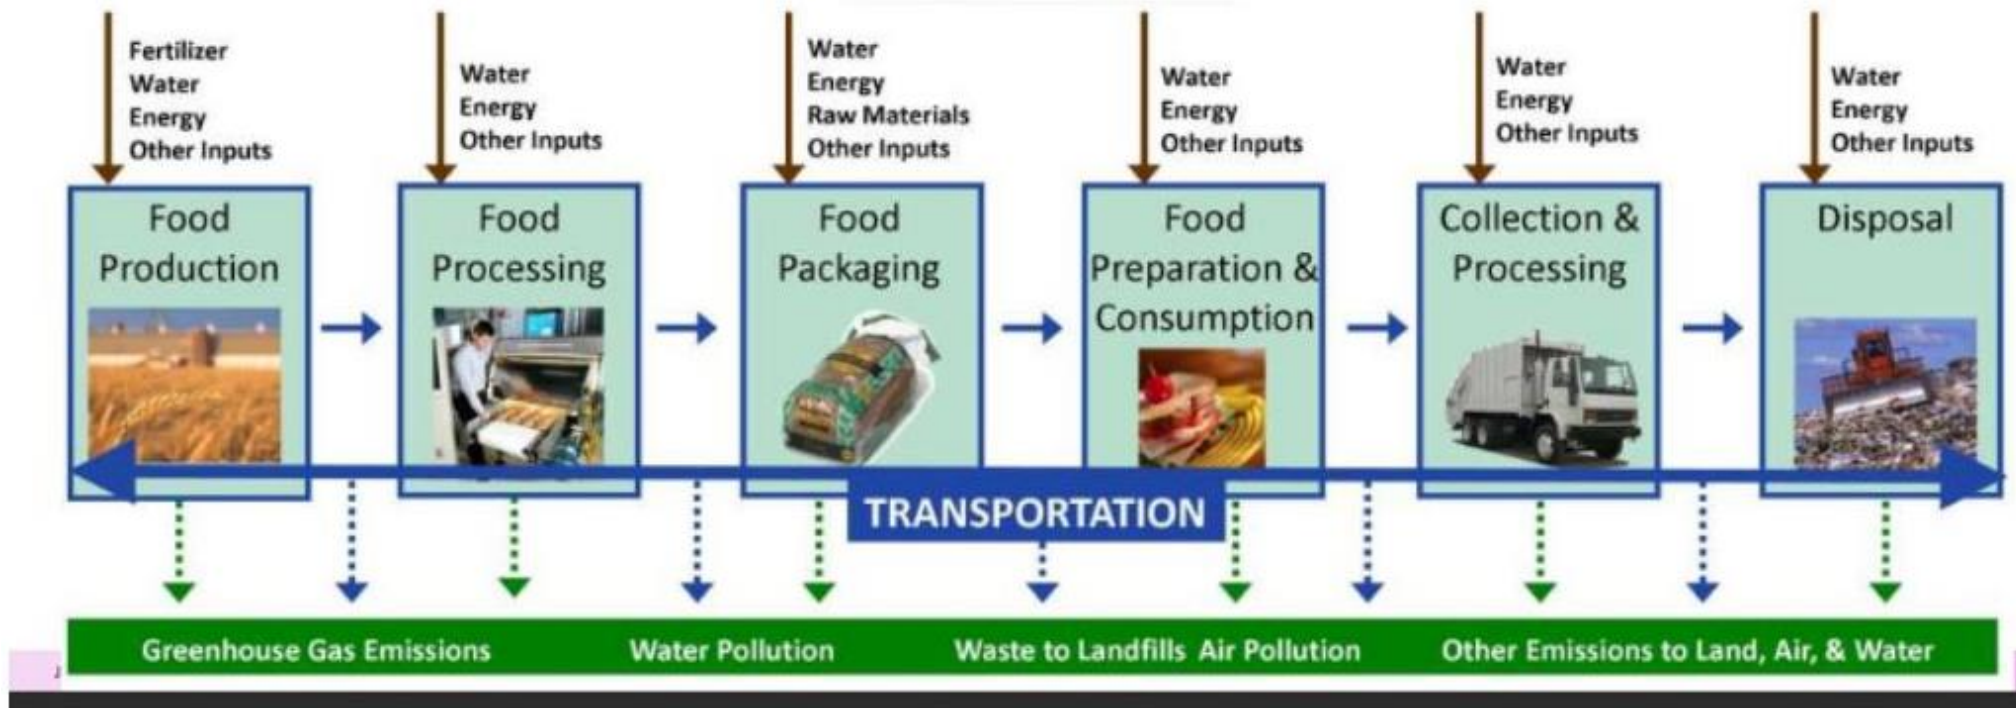 Fertilizer
Water
Energy
Other Inputs
Water
Energy
Other Inputs
Water
Energy
Raw Materials
Other Inputs
Water
Energy
Other Inputs
Water
Energy
Other Inputs
Water
Energy
Other Inputs
Food
Production
Food
Processing
Food
Packaging
Food
Preparation &
Consumption
Collection &
Processing
Disposal
TRANSPORTATION
Greenhouse Gas Emissions Water Pollution Waste to Landfills Air Pollution Other Emissions to Land, Air, & Water